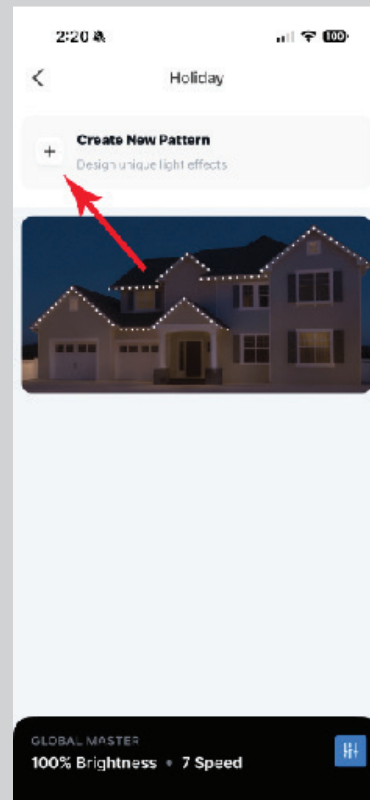 2:20
100
Holiday
+
Create New Pattern
Design unique light effects
GLOBAL MASTER
100% Brightness • 7 Speed